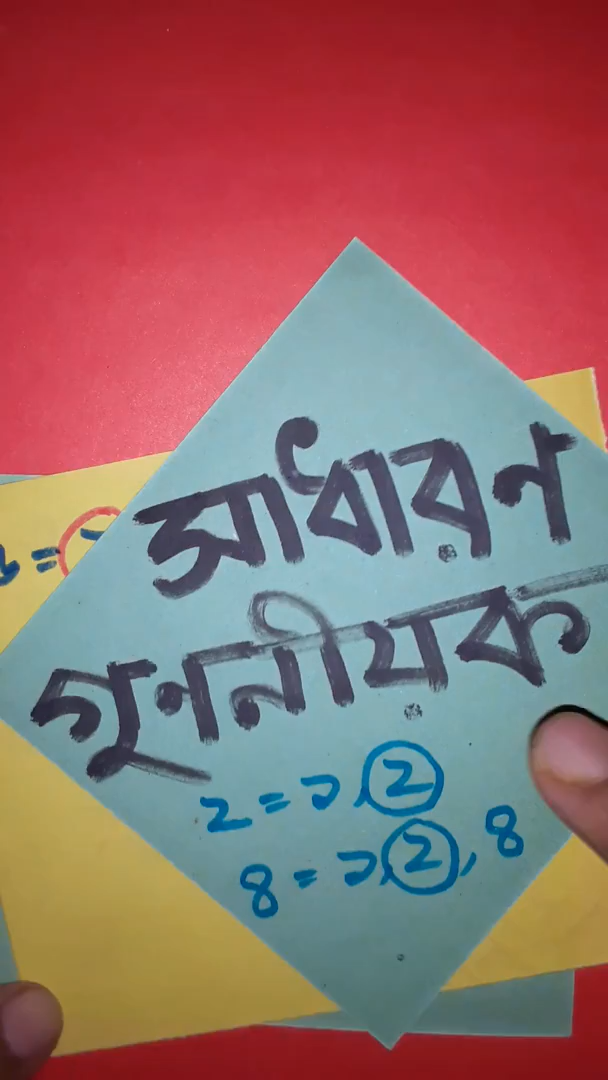 সাধারণ
গুণনীয়ক
২ = ১, ২
৪ = ১, ২, ৪